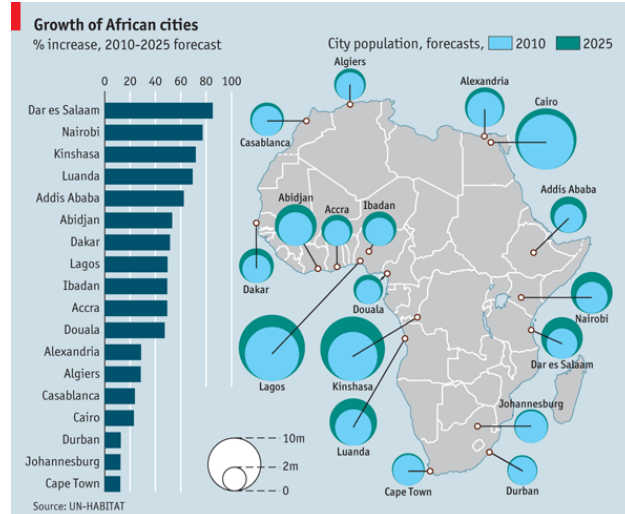 Growth of African cities
% increase, 2010-2025 forecast
0 20 40 60 80 100
Dar es Salaam
Nairobi
Kinshasa
Luanda
Addis Ababa
Abidjan
Dakar
Lagos
Ibadan
Accra
Douala
Alexandria
Algiers
Casablanca
Cairo
Durban
Johannesburg
Cape Town
Source: UN-HABITAT
City population, forecasts, 2010 2025
Algiers
Alexandria
Cairo
Casablanca
Addis Ababa
Abidjan
Accra
Ibadan
Dakar
Douala
Nairobi
Lagos
Kinshasa
Dar es Salaam
Luanda
Johannesburg
Cape Town
Durban
10m
2m
0